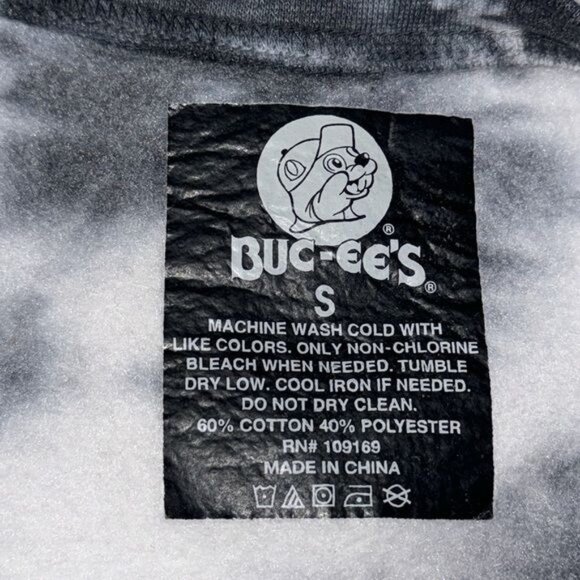 BUC-EE'S®
S
MACHINE WASH COLD WITH
LIKE COLORS. ONLY NON-CHLORINE
BLEACH WHEN NEEDED. TUMBLE
DRY LOW. COOL IRON IF NEEDED.
DO NOT DRY CLEAN.
60% COTTON 40% POLYESTER
RN# 109169
MADE IN CHINA